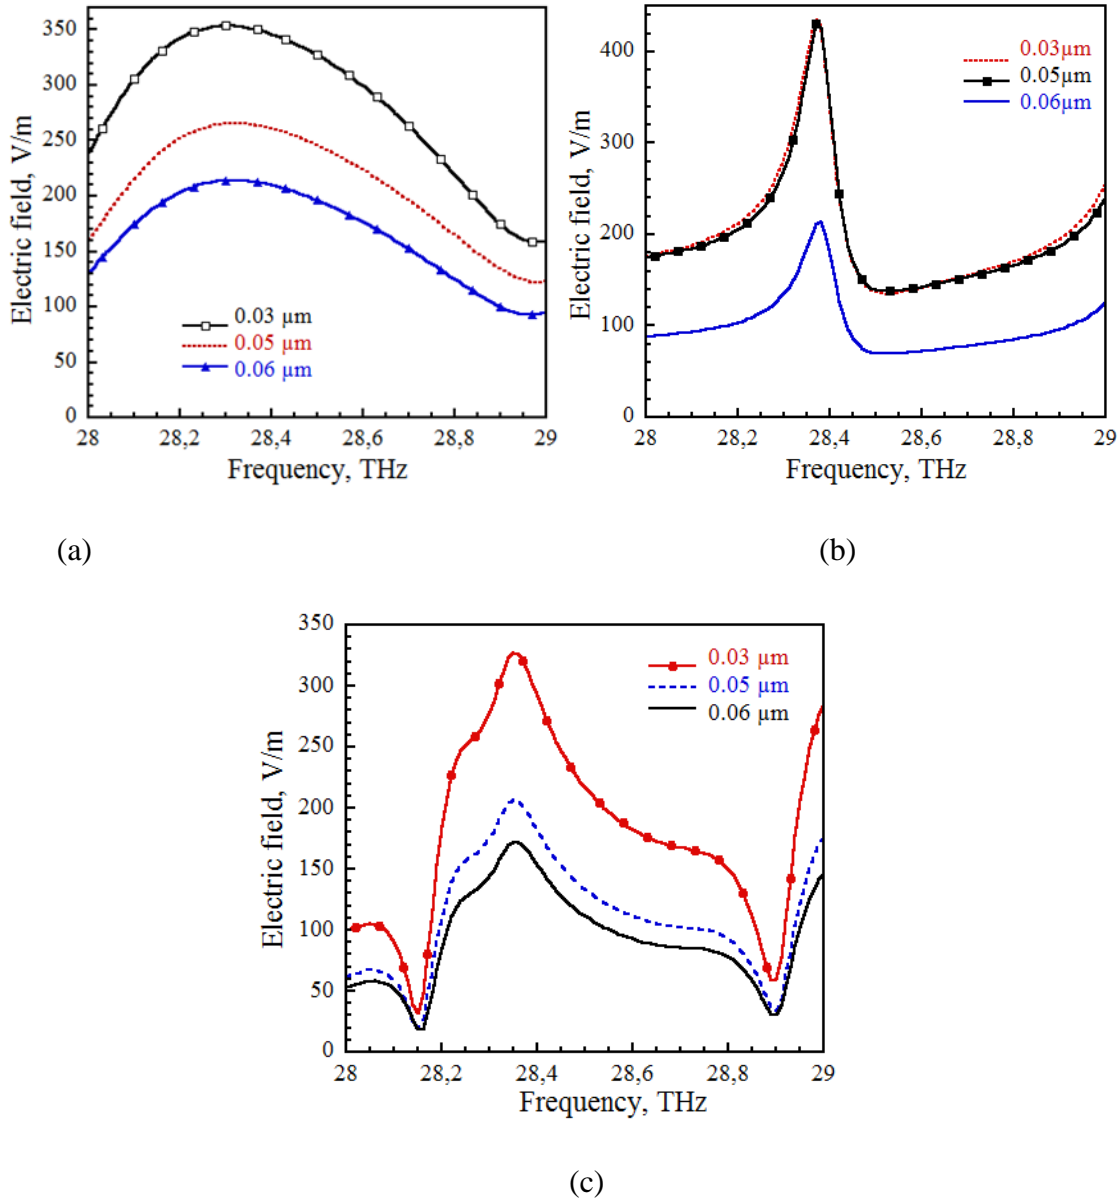 350
300
250
200
150
100
50
0
Electric field, V/m
0.03 µm
0.05 µm
0.06 µm
28
28,2
28,4
28,6
28,8
29
Frequency, THz
(a)
400
300
200
100
0
Electric field, V/m
0.03µm
0.05µm
0.06µm
28
28,2
28,4
28,6
28,8
29
Frequency, THz
(b)
350
300
250
200
150
100
50
0
Electric field, V/m
0.03 µm
0.05 µm
0.06 µm
28
28,2
28,4
28,6
28,8
29
Frequency, THz
(c)